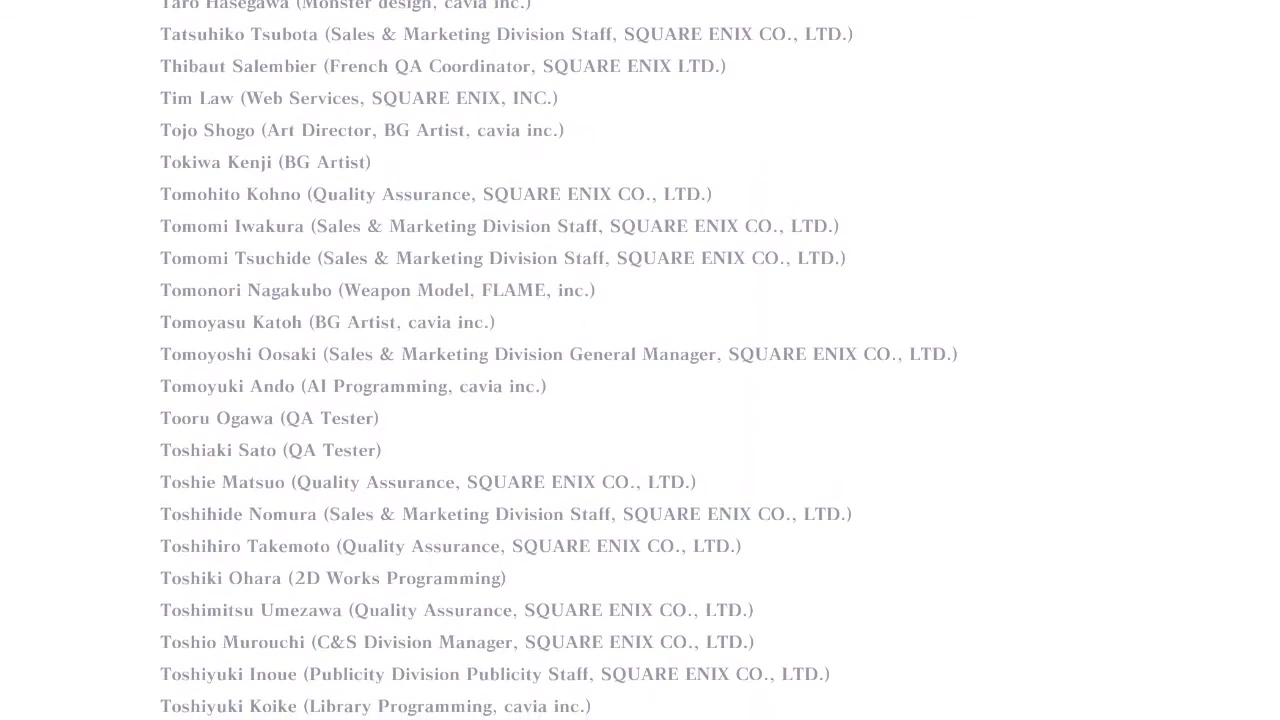 Taro Hasegawa (Monster design, cavia inc.)
Tatsuhiko Tsubota (Sales & Marketing Division Staff, SQUARE ENIX CO., LTD.)
Thibaut Salembier (French QA Coordinator, SQUARE ENIX LTD.)
Tim Law (Web Services, SQUARE ENIX, INC.)
Tojo Shogo (Art Director, BG Artist, cavia inc.)
Tokiwa Kenji (BG Artist)
Tomohito Kohno (Quality Assurance, SQUARE ENIX CO., LTD.)
Tomomi Iwakura (Sales & Marketing Division Staff, SQUARE ENIX CO., LTD.)
Tomomi Tsuchide (Sales & Marketing Division Staff, SQUARE ENIX CO., LTD.)
Tomonori Nagakubo (Weapon Model, FLAME, inc.)
Tomoyasu Katoh (BG Artist, cavia inc.)
Tomoyoshi Oosaki (Sales & Marketing Division General Manager, SQUARE ENIX CO., LTD.)
Tomoyuki Ando (AI Programming, cavia inc.)
Tooru Ogawa (QA Tester)
Toshiaki Sato (QA Tester)
Toshie Matsuo (Quality Assurance, SQUARE ENIX CO., LTD.)
Toshihide Nomura (Sales & Marketing Division Staff, SQUARE ENIX CO., LTD.)
Toshihiro Takemoto (Quality Assurance, SQUARE ENIX CO., LTD.)
Toshiki Ohara (2D Works Programming)
Toshimitsu Umezawa (Quality Assurance, SQUARE ENIX CO., LTD.)
Toshio Murouchi (C&S Division Manager, SQUARE ENIX CO., LTD.)
Toshiyuki Inoue (Publicity Division Publicity Staff, SQUARE ENIX CO., LTD.)
Toshiyuki Koike (Library Programming, cavia inc.)